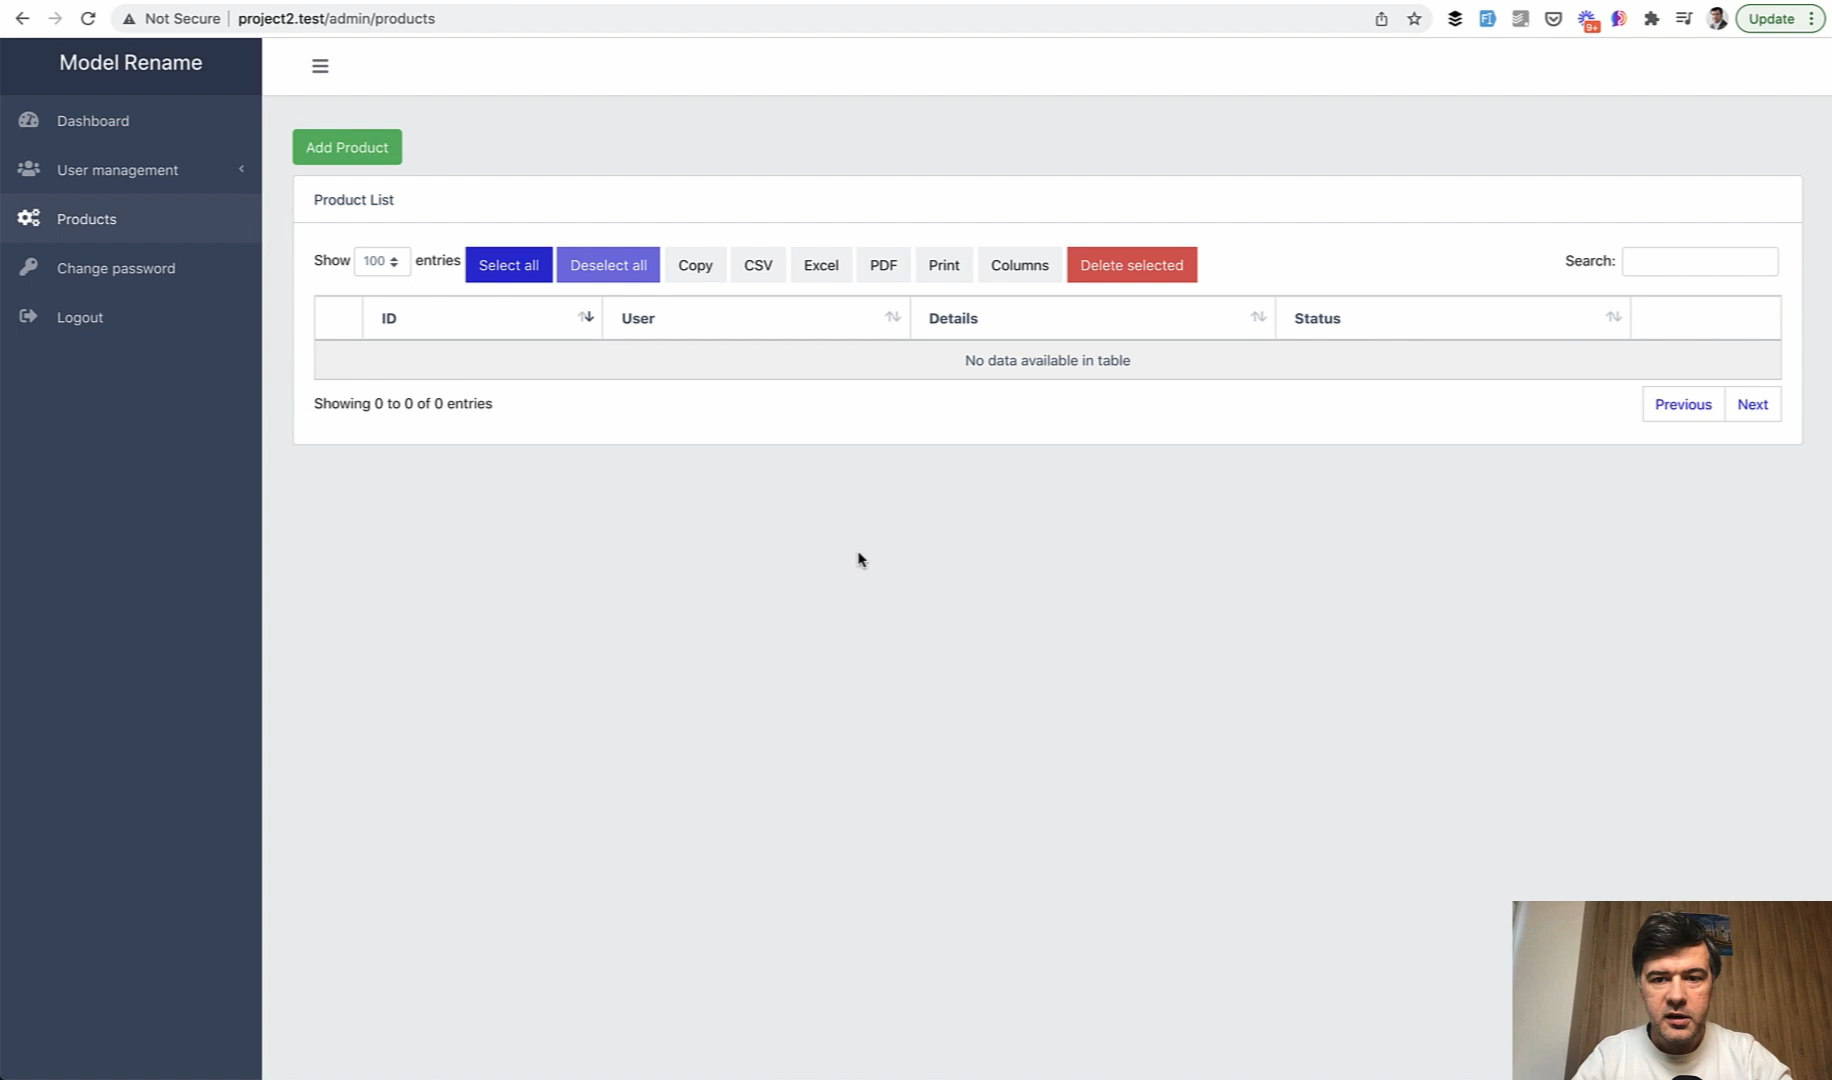 Not Secure project2.test/admin/products
9+
Update
Model Rename
Dashboard
User management
Products
Change password
Logout
Add Product
Product List
Show 100 entries Select all Deselect all Copy CSV Excel PDF Print Columns Delete selected Search:
ID User Details Status
No data available in table
Showing 0 to 0 of 0 entries
Previous Next